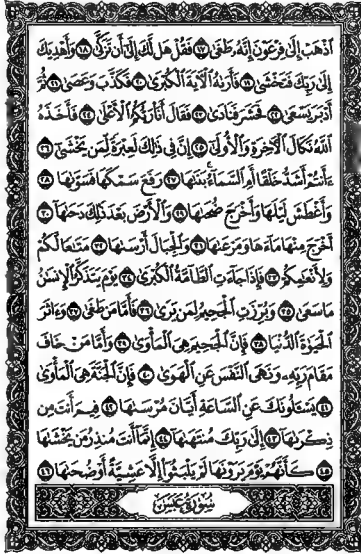 ٱذْهَبْ إِلَىٰ فِرْعَوْنَ إِنَّهُۥ طَغَىٰ ١٧ فَقُلْ هَل لَّكَ إِلَىٰٓ أَن تَزَكَّىٰ ١٨ وَأَهْدِيَكَ
إِلَىٰ رَبِّكَ فَتَخْشَىٰ ١٩ فَأَرَىٰهُ ٱلْءَايَةَ ٱلْكُبْرَىٰ ٢٠ فَكَذَّبَ وَعَصَىٰ ٢١ ثُمَّ
أَدْبَرَ يَسْعَىٰ ٢٢ فَحَشَرَ فَنَادَىٰ ٢٣ فَقَالَ أَنَا۠ رَبُّكُمُ ٱلْأَعْلَىٰ ٢٤ فَأَخَذَهُ
ٱللَّهُ نَكَالَ ٱلْءَاخِرَةِ وَٱلْأُولَىٰٓ ٢٥ إِنَّ فِى ذَٰلِكَ لَعِبْرَةً لِّمَن يَخْشَىٰٓ ٢٦
ءَأَنتُمْ أَشَدُّ خَلْقًا أَمِ ٱلسَّمَآءُ بَنَىٰهَا ٢٧ رَفَعَ سَمْكَهَا فَسَوَّىٰهَا ٢٨
وَأَغْطَشَ لَيْلَهَا وَأَخْرَجَ ضُحَىٰهَا ٢٩ وَٱلْأَرْضَ بَعْدَ ذَٰلِكَ دَحَىٰهَآ ٣٠
أَخْرَجَ مِنْهَا مَآءَهَا وَمَرْعَىٰهَا ٣١ وَٱلْجِبَالَ أَرْسَىٰهَا ٣٢ مَتَٰعًا لَّكُمْ
وَلِأَنْعَٰمِكُمْ ٣٣ فَإِذَا جَآءَتِ ٱلطَّآمَّةُ ٱلْكُبْرَىٰ ٣٤ يَوْمَ يَتَذَكَّرُ ٱلْإِنسَٰنُ
مَا سَعَىٰ ٣٥ وَبُرِّزَتِ ٱلْجَحِيمُ لِمَن يَرَىٰ ٣٦ فَأَمَّا مَن طَغَىٰ ٣٧ وَءَاثَرَ
ٱلْحَيَوٰةَ ٱلدُّنْيَا ٣٨ فَإِنَّ ٱلْجَحِيمَ هِىَ ٱلْمَأْوَىٰ ٣٩ وَأَمَّا مَنْ خَافَ
مَقَامَ رَبِّهِۦ وَنَهَى ٱلنَّفْسَ عَنِ ٱلْهَوَىٰ ٤٠ فَإِنَّ ٱلْجَنَّةَ هِىَ ٱلْمَأْوَىٰ
٤١ يَسْـَٔلُونَكَ عَنِ ٱلسَّاعَةِ أَيَّانَ مُرْسَىٰهَا ٤٢ فِيمَ أَنتَ مِن
ذِكْرَىٰهَآ ٤٣ إِلَىٰ رَبِّكَ مُنتَهَىٰهَآ ٤٤ إِنَّمَآ أَنتَ مُنذِرُ مَن يَخْشَىٰهَا
٤٥ كَأَنَّهُمْ يَوْمَ يَرَوْنَهَا لَمْ يَلْبَثُوٓا۟ إِلَّا عَشِيَّةً أَوْ ضُحَىٰهَا ٤٦
سُورَةُ عَبَسَ